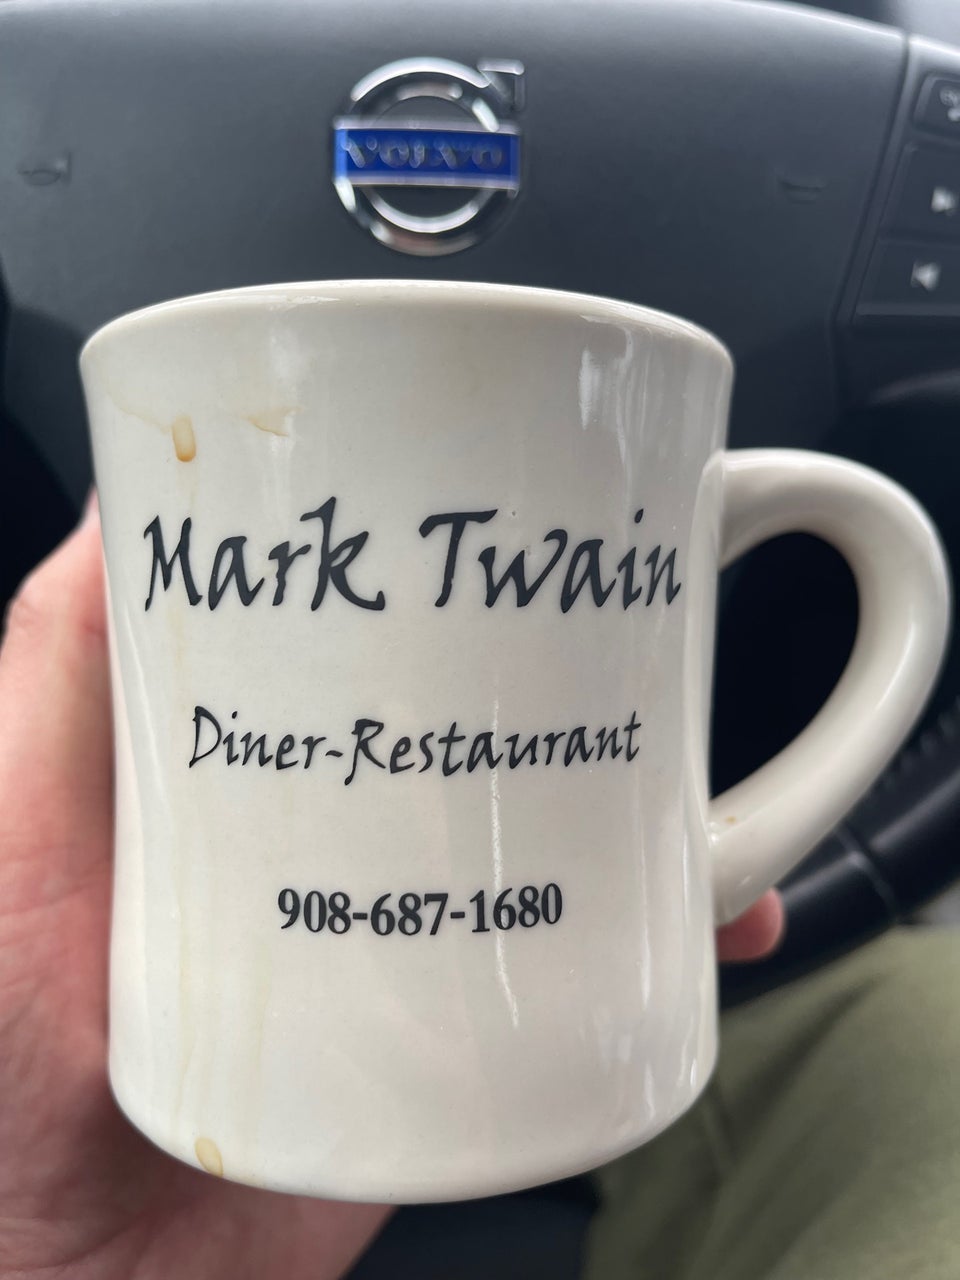 VOLVO
Mark Twain
Diner-Restaurant
908-687-1680